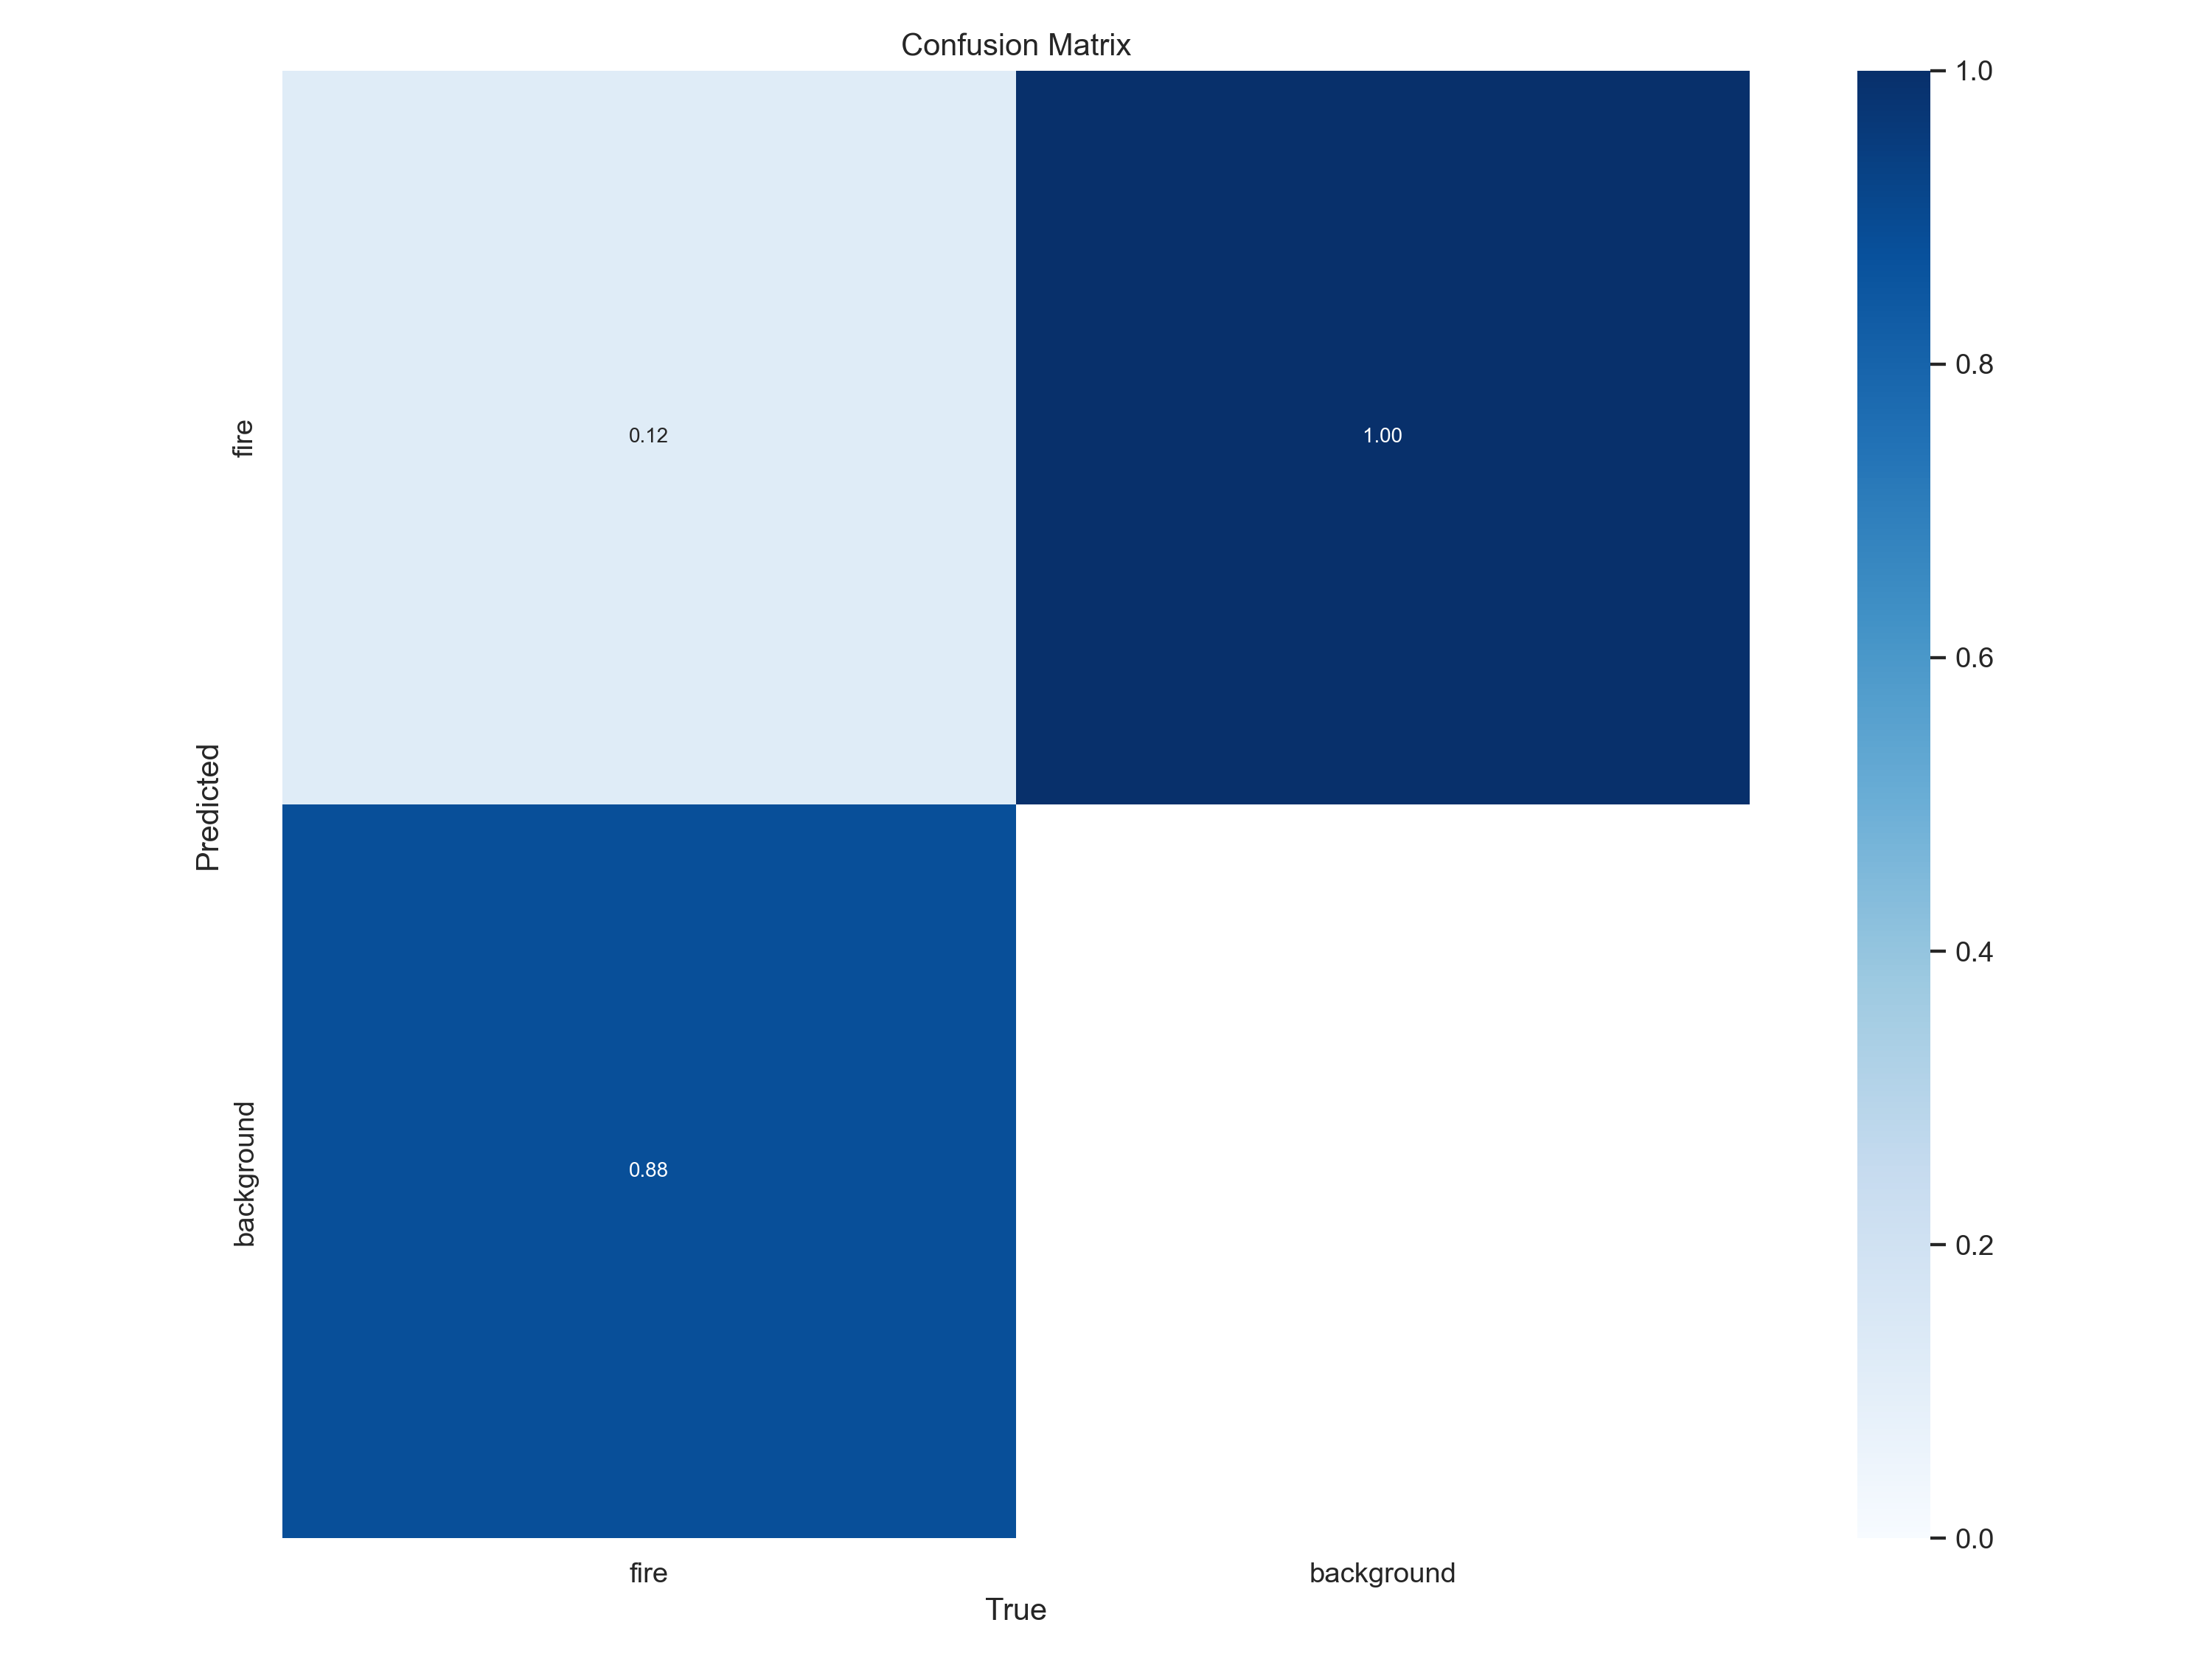 Confusion Matrix
1.0
0.8
0.6
0.4
0.2
0.0
Predicted
fire
background
0.12
1.00
0.88
fire
background
True